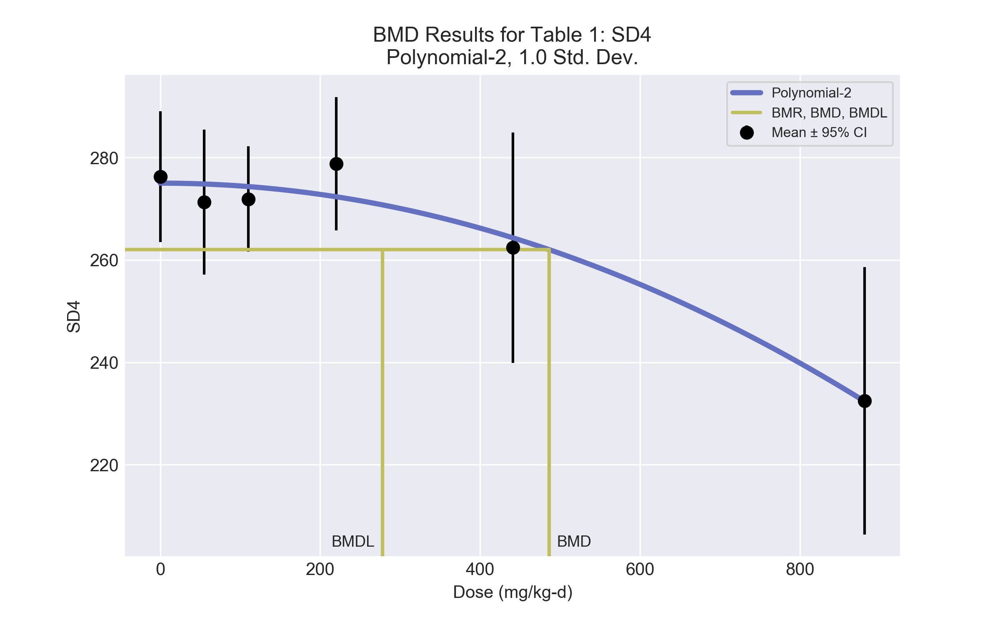 BMD Results for Table 1: SD4
Polynomial-2, 1.0 Std. Dev.
Polynomial-2
BMR, BMD, BMDL
Mean ± 95% CI
280
260
240
220
SD4
BMDL
BMD
0
200
400
600
800
Dose (mg/kg-d)